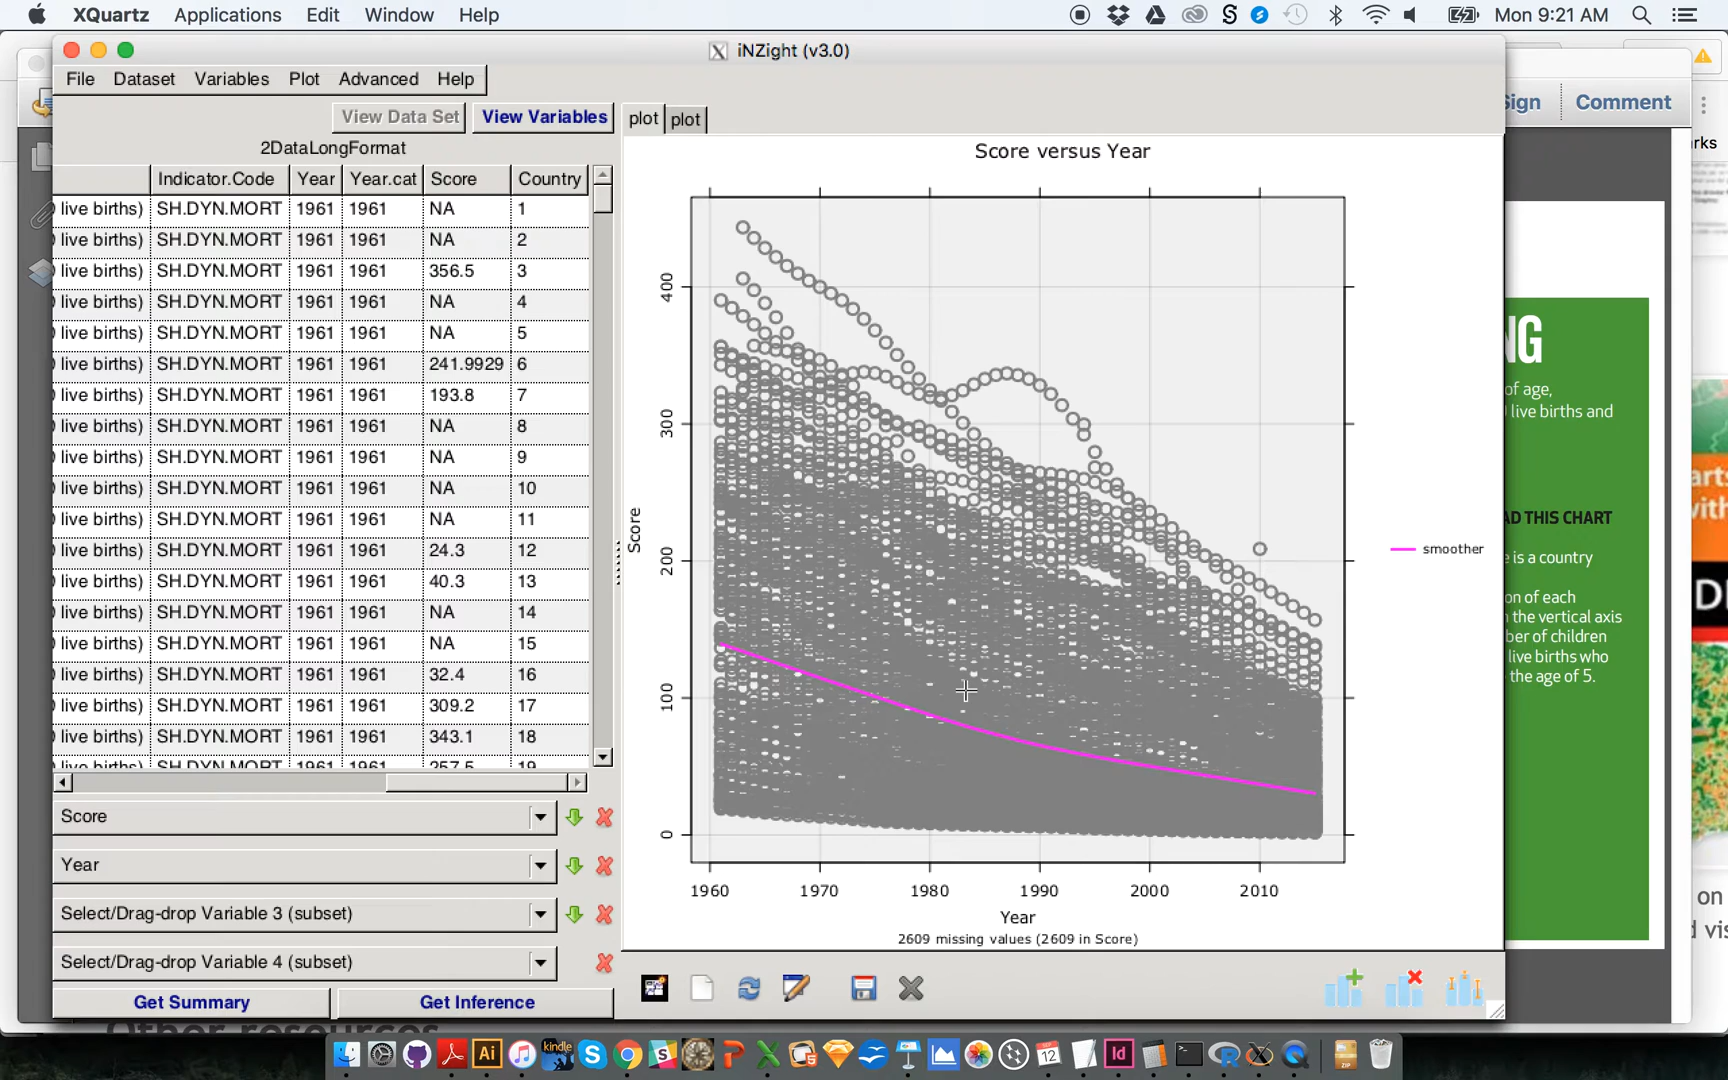 XQuartz Applications Edit Window Help
Mon 9:21 AM
iNZight (v3.0)
File Dataset Variables Plot Advanced Help
View Data Set View Variables
plot plot
2DataLongFormat
Indicator.Code Year Year.cat Score Country
live births) SH.DYN.MORT 1961 1961 NA 1
live births) SH.DYN.MORT 1961 1961 NA 2
live births) SH.DYN.MORT 1961 1961 356.5 3
live births) SH.DYN.MORT 1961 1961 NA 4
live births) SH.DYN.MORT 1961 1961 NA 5
live births) SH.DYN.MORT 1961 1961 241.9929 6
live births) SH.DYN.MORT 1961 1961 193.8 7
live births) SH.DYN.MORT 1961 1961 NA 8
live births) SH.DYN.MORT 1961 1961 NA 9
live births) SH.DYN.MORT 1961 1961 NA 10
live births) SH.DYN.MORT 1961 1961 NA 11
live births) SH.DYN.MORT 1961 1961 24.3 12
live births) SH.DYN.MORT 1961 1961 40.3 13
live births) SH.DYN.MORT 1961 1961 NA 14
live births) SH.DYN.MORT 1961 1961 NA 15
live births) SH.DYN.MORT 1961 1961 32.4 16
live births) SH.DYN.MORT 1961 1961 309.2 17
live births) SH.DYN.MORT 1961 1961 343.1 18
Score
Year
Select/Drag-drop Variable 3 (subset)
Select/Drag-drop Variable 4 (subset)
Get Summary Get Inference
Score versus Year
400
300
200
100
0
Score
smoother
1960 1970 1980 1990 2000 2010
Year
2609 missing values (2609 in Score)
Sign Comment
rks
NG
of age,
live births and
AD THIS CHART
e is a country
on of each
the vertical axis
ber of children
live births who
the age of 5.
arts
with
D
on
d vis
Other resources